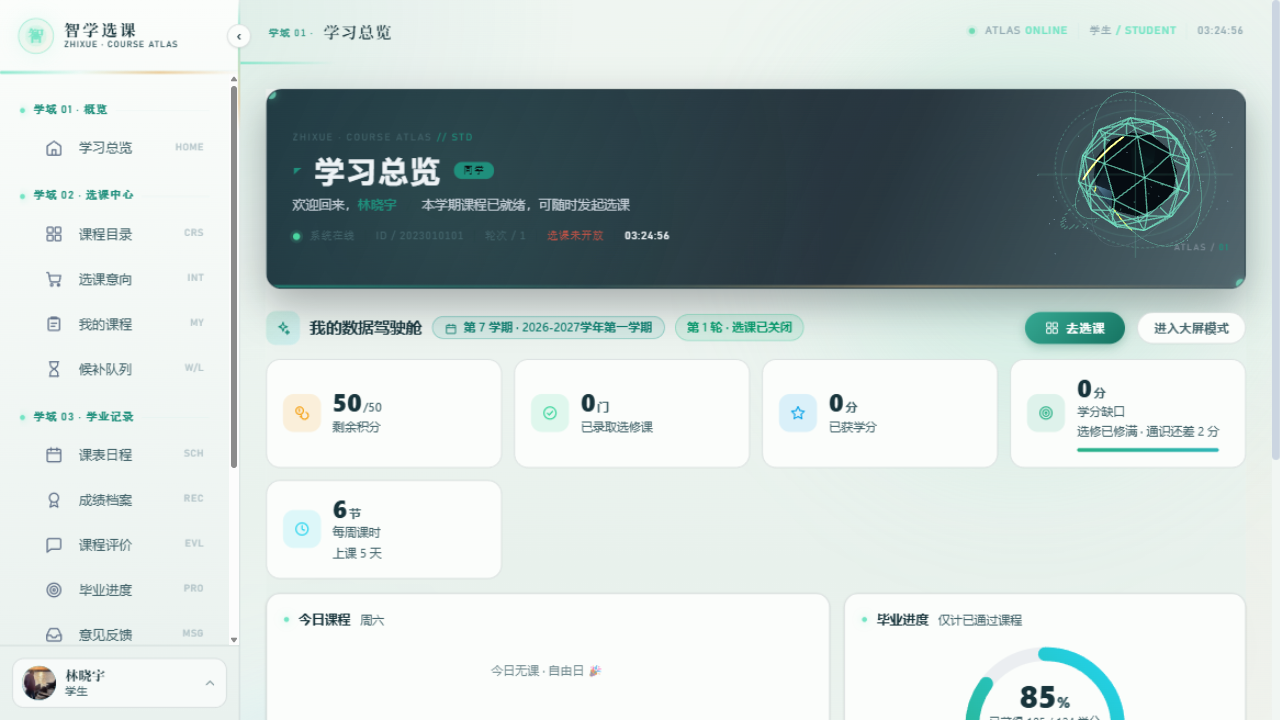 智学选课
ZHIXUE · COURSE ATLAS
学域 01 · 概览
学习总览 HOME
学域 02 · 选课中心
课程目录 CRS
选课意向 INT
我的课程 MY
候补队列 W/L
学域 03 · 学业记录
课表日程 SCH
成绩档案 REC
课程评价 EVL
毕业进度 PRO
意见反馈 MSG
林晓宇
学生
学域 01 · 学习总览
ATLAS ONLINE 学生 / STUDENT 03:24:56
ZHIXUE · COURSE ATLAS // STD
学习总览 同学
欢迎回来，林晓宇 本学期课程已就绪，可随时发起选课
系统在线 ID / 2023010101 轮次 / 1 选课未开放 03:24:56
ATLAS / 01
我的数据驾驶舱 第 7 学期 · 2026-2027学年第一学期 第 1 轮 · 选课已关闭 去选课 进入大屏模式
50/50
剩余积分
0门
已录取选修课
0分
已获学分
0分
学分缺口
选修已修满 · 通识还差 2 分
6节
每周课时
上课 5 天
今日课程 周六
今日无课 · 自由日 🎉
毕业进度 仅计已通过课程
85%